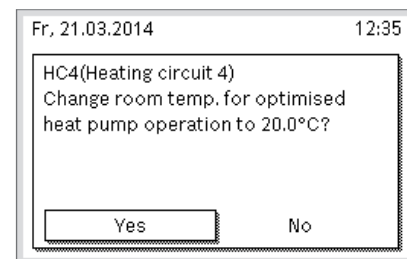 Fr, 21.03.2014 12:35
HC4(Heating circuit 4)
Change room temp. for optimised
heat pump operation to 20.0°C?
Yes No